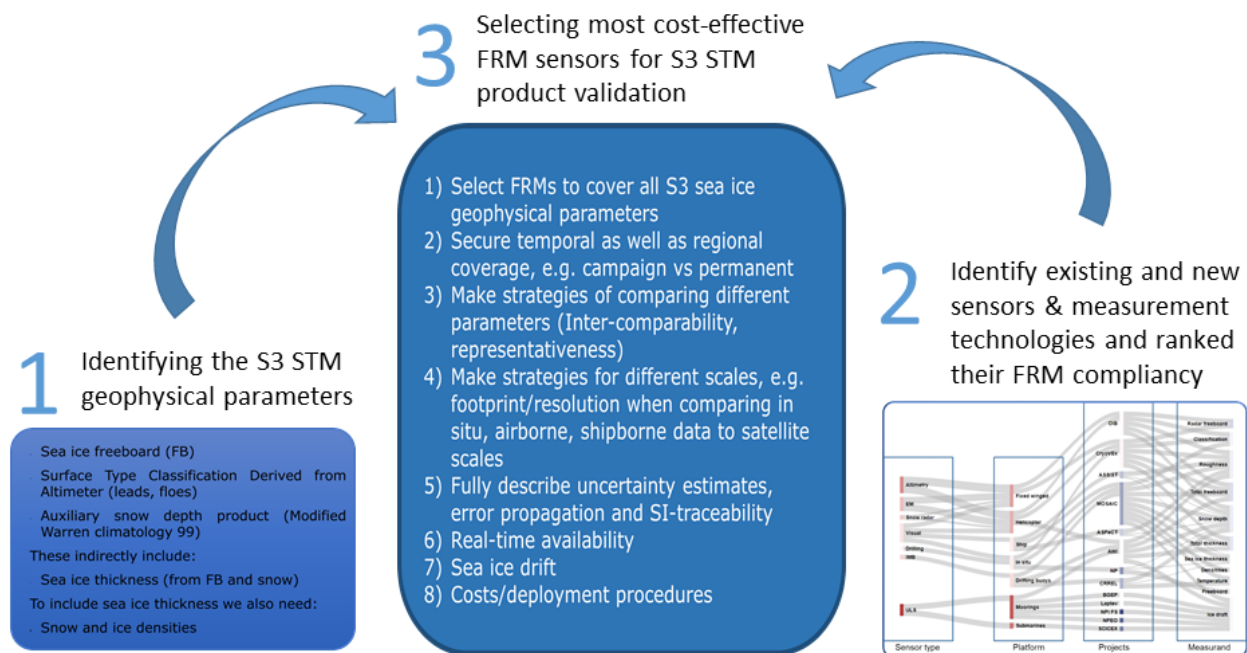 3
Selecting most cost-effective
FRM sensors for S3 STM
product validation
1) Select FRMs to cover all S3 sea ice
geophysical parameters
2) Secure temporal as well as regional
coverage, e.g. campaign vs permanent
3) Make strategies of comparing different
parameters (Inter-comparability,
representativeness)
4) Make strategies for different scales, e.g.
footprint/resolution when comparing in
situ, airborne, shipborne data to satellite
scales
5) Fully describe uncertainty estimates,
error propagation and SI-traceability
6) Real-time availability
7) Sea ice drift
8) Costs/deployment procedures
1
Identifying the S3 STM
geophysical parameters
Sea ice freeboard (FB)
Surface Type Classification Derived from
Altimeter (leads, floes)
Auxiliary snow depth product (Modified
Warren climatology 99)
These indirectly include:
Sea ice thickness (from FB and snow)
To include sea ice thickness we also need:
Snow and ice densities
2
Identify existing and new
sensors & measurement
technologies and ranked
their FRM compliancy
Altimetry
EM
Snow radar
Visual
Drilling
IMB
ULS
Sensor type
Fixed winged
Helicopter
Ship
In situ
Drifting buoys
Moorings
Submarines
Platform
OIB
CryoVEx
ASSIST
MOSAiC
ASPeCT
AWI
NP
CRREL
BGEP
Laptev
NPI FS
NPEO
SCICEX
Projects
Radar freeboard
Classification
Roughness
Total freeboard
Snow depth
Total thickness
Sea ice thickness
Densities
Temperature
Freeboard
Ice draft
Measurand